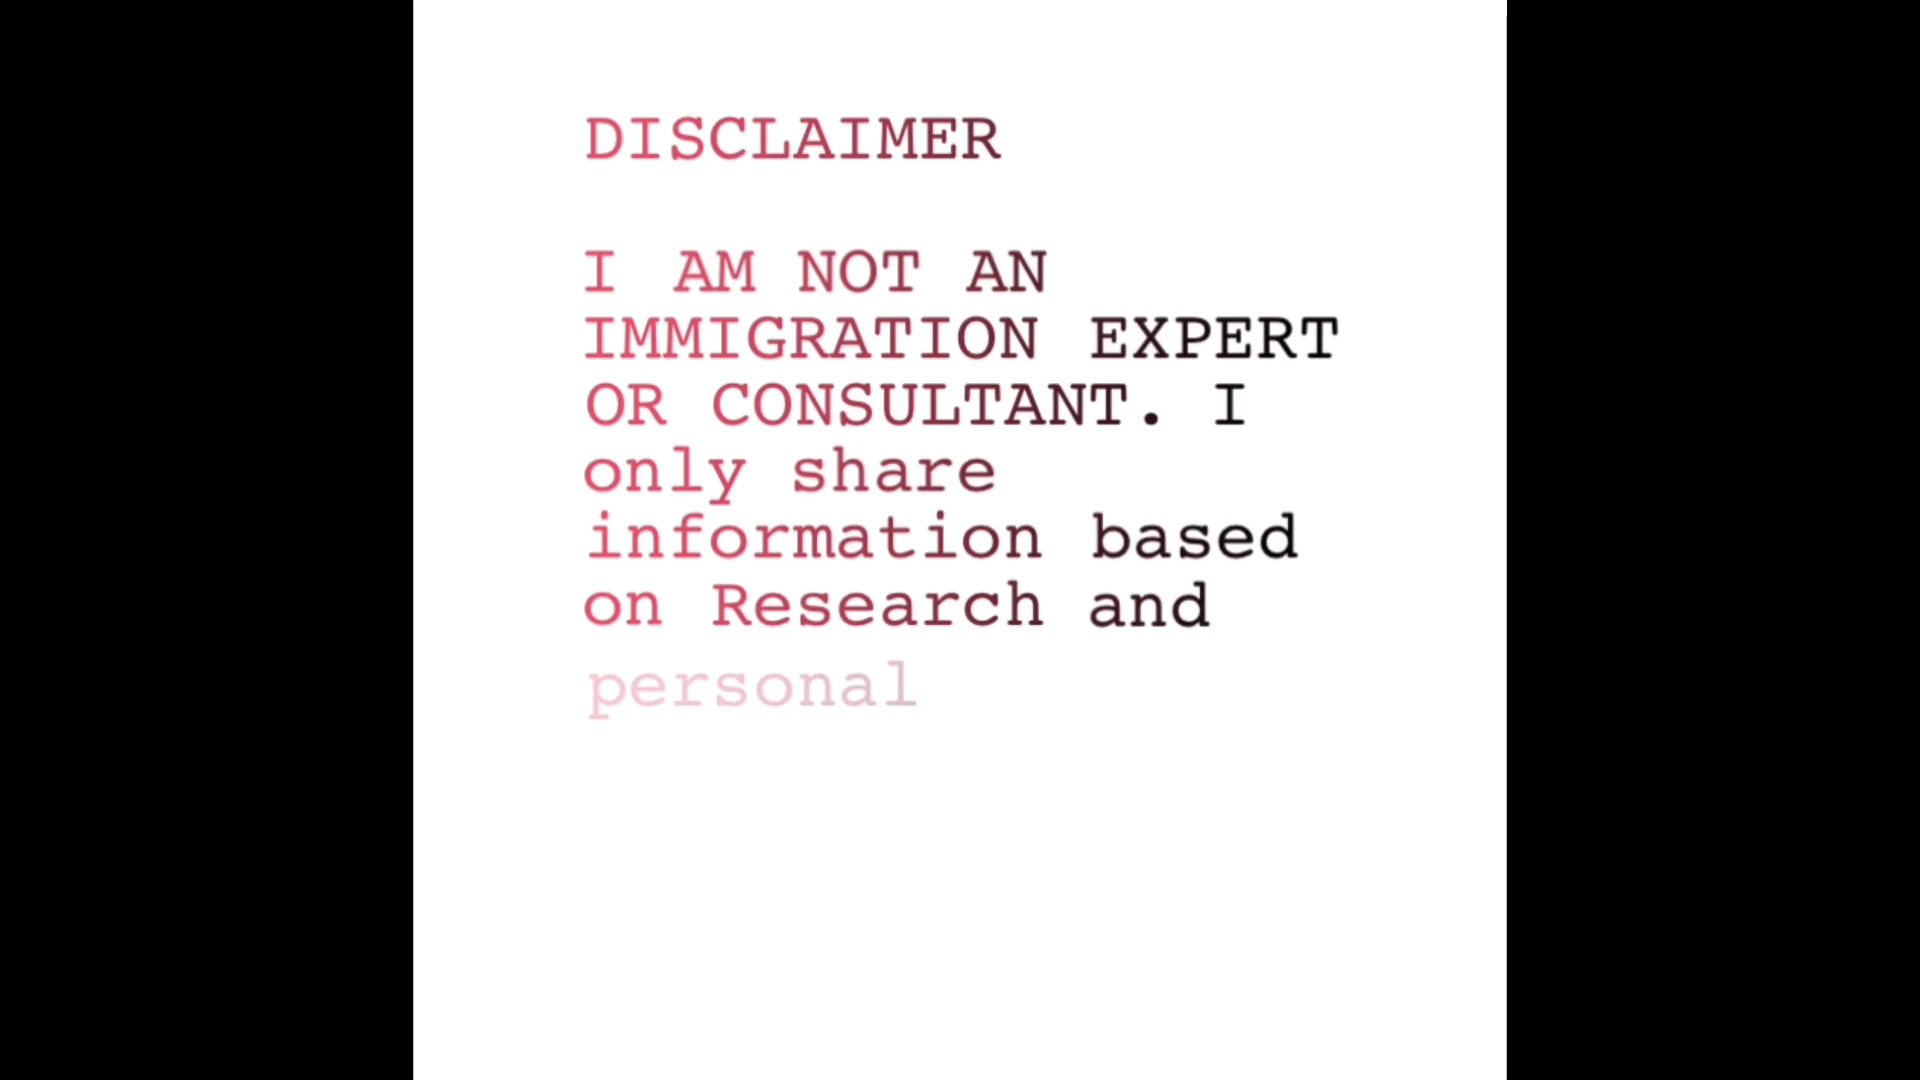 DISCLAIMER
I AM NOT AN
IMMIGRATION EXPERT
OR CONSULTANT. I
only share
information based
on Research and
personal